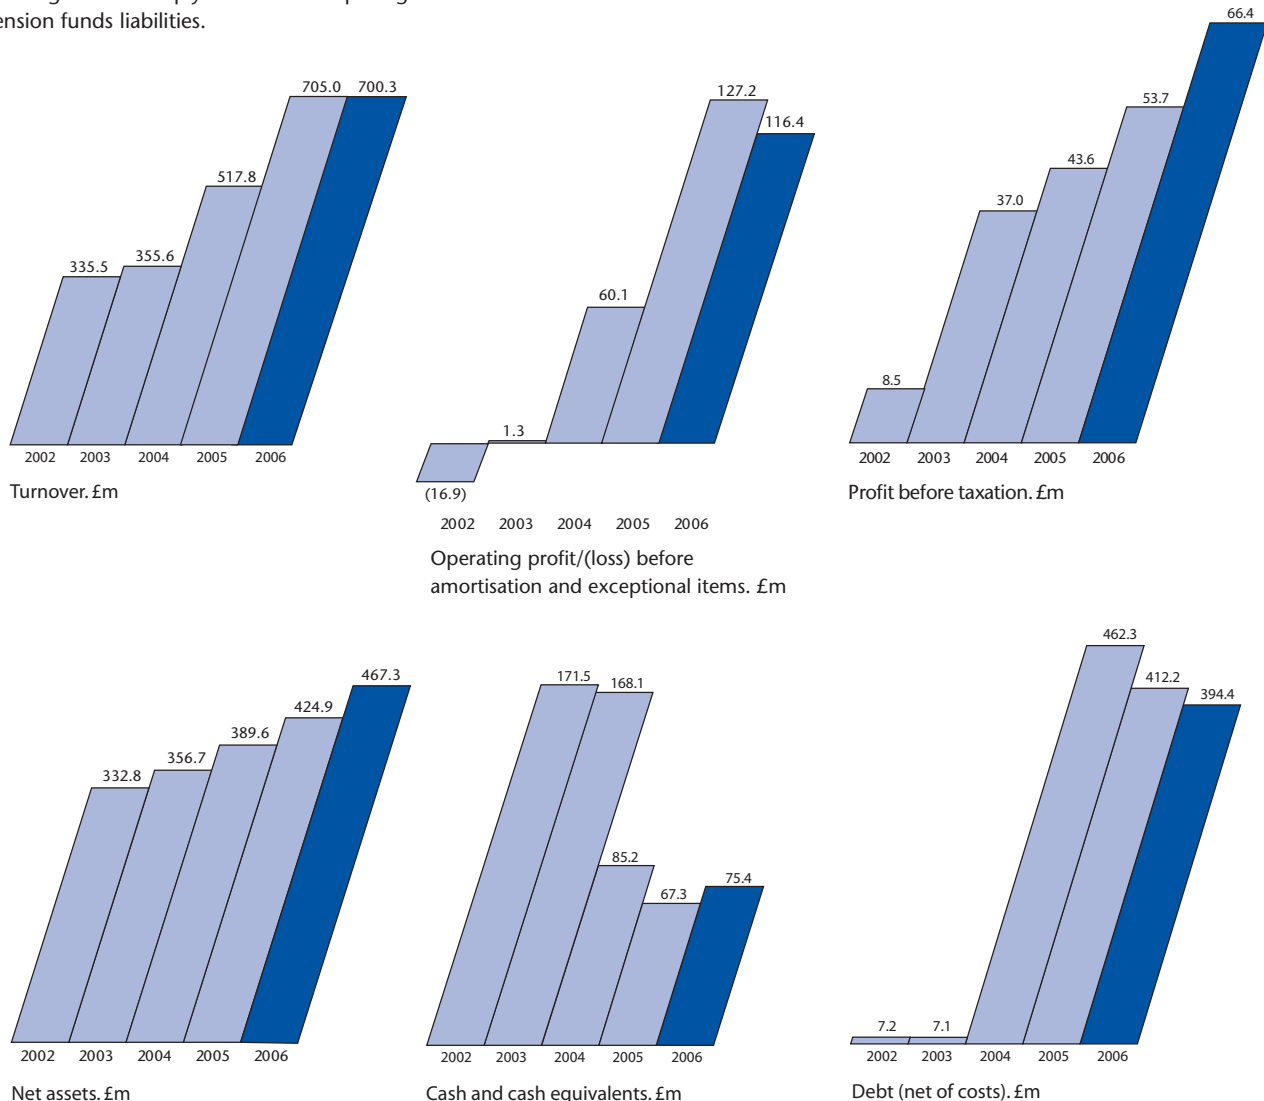 ension funds liabilities.
705.0 700.3
517.8
335.5 355.6
2002 2003 2004 2005 2006
Turnover. £m
127.2
116.4
60.1
1.3
(16.9)
2002 2003 2004 2005 2006
Operating profit/(loss) before
amortisation and exceptional items. £m
66.4
53.7
43.6
37.0
8.5
2002 2003 2004 2005 2006
Profit before taxation. £m
467.3
424.9
389.6
356.7
332.8
2002 2003 2004 2005 2006
Net assets. £m
171.5 168.1
85.2
67.3
75.4
2002 2003 2004 2005 2006
Cash and cash equivalents. £m
462.3
412.2
394.4
7.2 7.1
2002 2003 2004 2005 2006
Debt (net of costs). £m